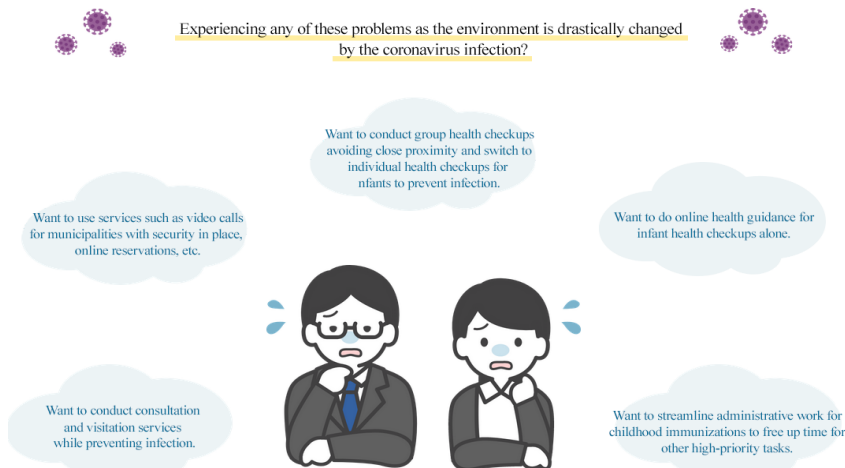 Experiencing any of these problems as the environment is drastically changed
by the coronavirus infection?
Want to conduct group health checkups
avoiding close proximity and switch to
individual health checkups for
nfants to prevent infection.
Want to use services such as video calls
for municipalities with security in place,
online reservations, etc.
Want to do online health guidance for
infant health checkups alone.
Want to conduct consultation
and visitation services
while preventing infection.
Want to streamline administrative work for
childhood immunizations to free up time for
other high-priority tasks.